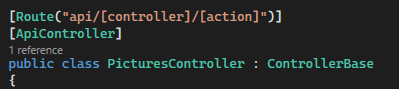 [Route("api/[controller]/[action]")]
[ApiController]
1 reference
public class PicturesController : ControllerBase
{